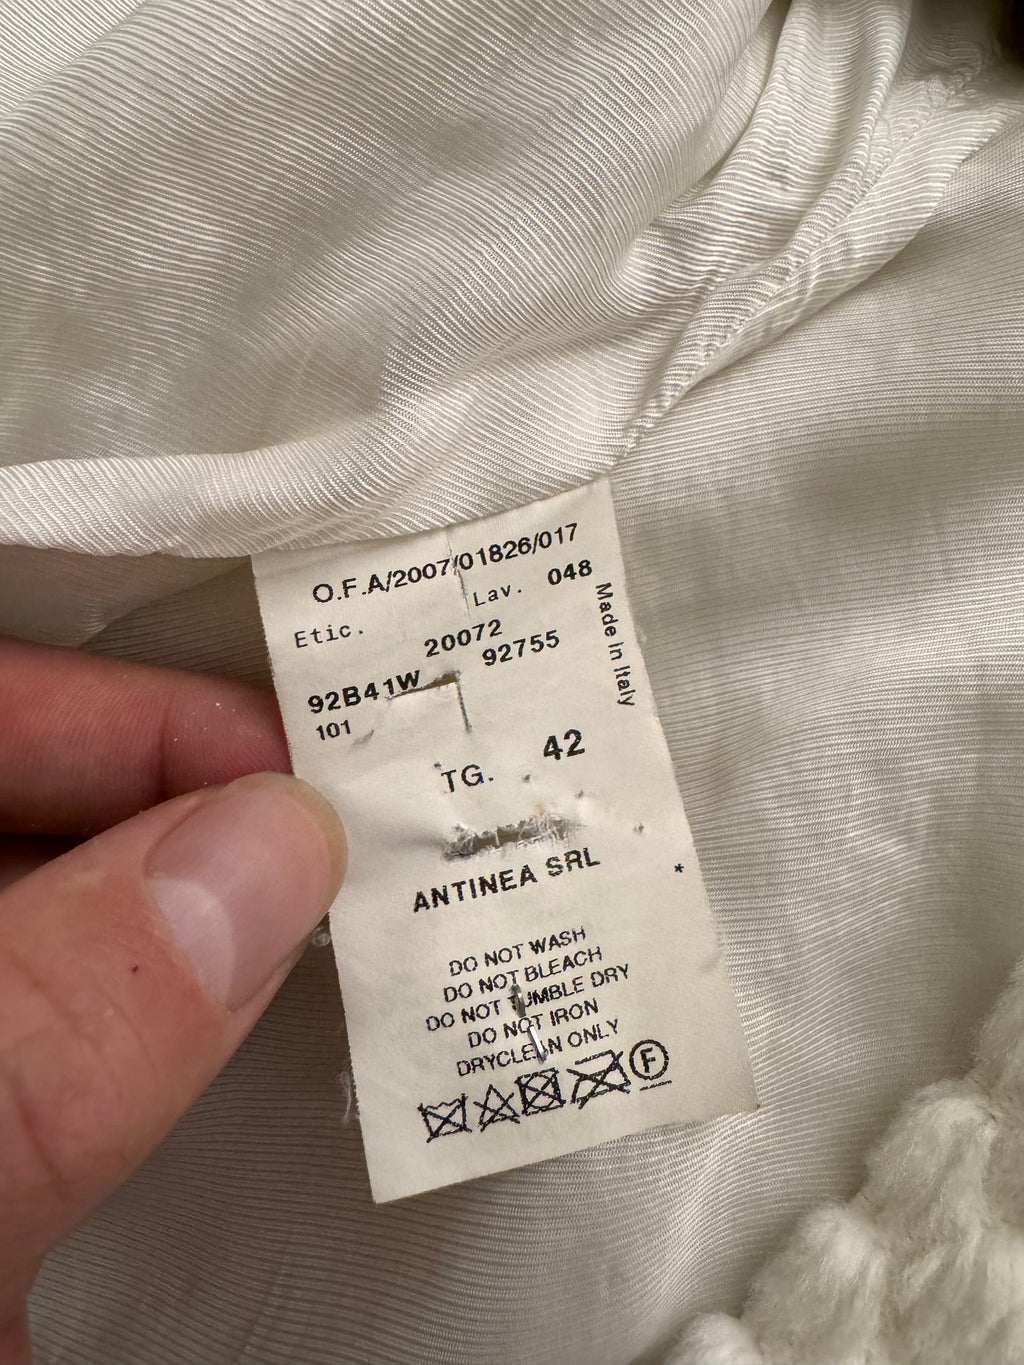 O.F.A/2007/01826/017
Etic. Lav. 048
20072
92B41W 92755
101
TG. 42
Made in Italy
ANTINEA SRL
*
DO NOT WASH
DO NOT BLEACH
DO NOT TUMBLE DRY
DO NOT IRON
DRYCLEAN ONLY
F